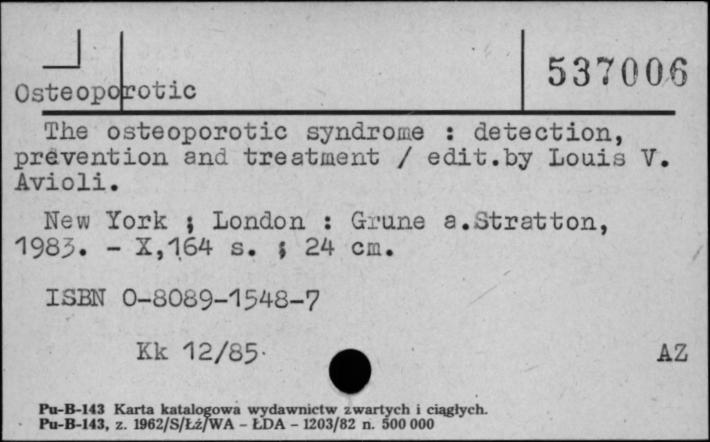 537006
Osteoporotic
The osteoporotic syndrome : detection,
prevention and treatment / edit.by Louis V.
Avioli.
New York ; London : Grune a.Stratton,
1983. - X,164 s. ; 24 cm.
ISBN 0-8089-1548-7
Kk 12/85
AZ
Pu-B-143 Karta katalogowa wydawnictw zwartych i ciągłych.
Pu-B-143, z. 1962/S/Łź/WA - ŁDA - 1203/82 n. 500 000